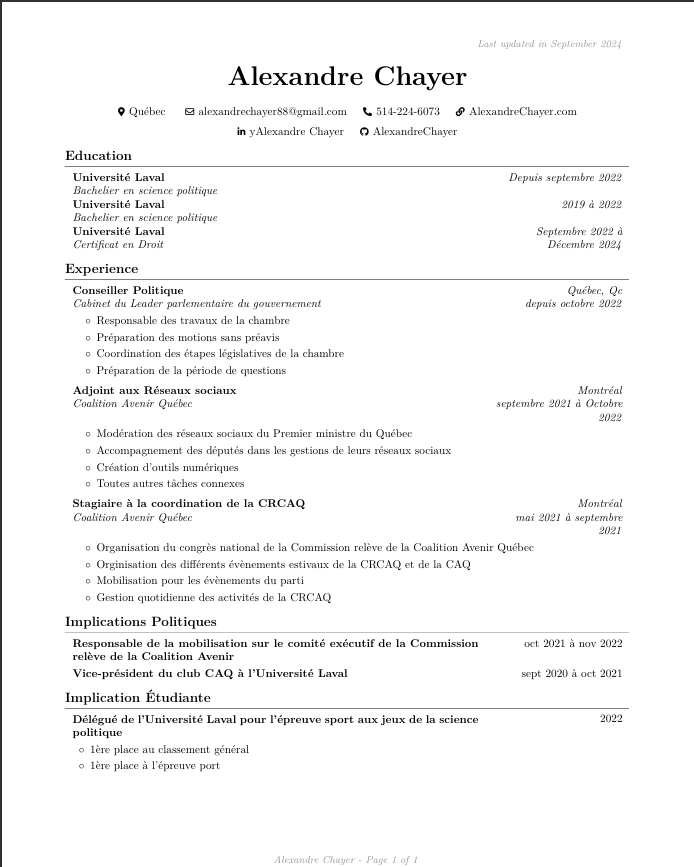 Last updated in September 2024
Alexandre Chayer
Québec alexandrechayer88@gmail.com 514-224-6073 AlexandreChayer.com
yAlexandre Chayer AlexandreChayer
Education
Université Laval Depuis septembre 2022
Bachelier en science politique
Université Laval 2019 à 2022
Bachelier en science politique
Université Laval Septembre 2022 à
Certificat en Droit Décembre 2024
Experience
Conseiller Politique Québec, Qc
Cabinet du Leader parlementaire du gouvernement depuis octobre 2022
Responsable des travaux de la chambre
Préparation des motions sans préavis
Coordination des étapes législatives de la chambre
Préparation de la période de questions
Adjoint aux Réseaux sociaux Montréal
Coalition Avenir Québec septembre 2021 à Octobre
2022
Modération des réseaux sociaux du Premier ministre du Québec
Accompagnement des députés dans les gestions de leurs réseaux sociaux
Création d'outils numériques
Toutes autres tâches connexes
Stagiaire à la coordination de la CRCAQ Montréal
Coalition Avenir Québec mai 2021 à septembre
2021
Organisation du congrès national de la Commission relève de la Coalition Avenir Québec
Orginisation des différents évènements estivaux de la CRCAQ et de la CAQ
Mobilisation pour les évènements du parti
Gestion quotidienne des activités de la CRCAQ
Implications Politiques
Responsable de la mobilisation sur le comité exécutif de la Commission oct 2021 à nov 2022
relève de la Coalition Avenir
Vice-président du club CAQ à l'Université Laval sept 2020 à oct 2021
Implication Étudiante
Délégué de l'Université Laval pour l'épreuve sport aux jeux de la science 2022
politique
1ère place au classement général
1ère place à l'épreuve port
Alexandre Chayer - Page 1 of 1